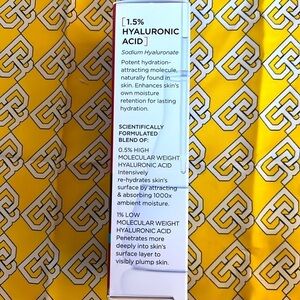 [1.5%
HYALURONIC
ACID]
Sodium Hyaluronate
Potent hydration-
attracting molecule,
naturally found in
skin. Enhances skin's
own moisture
retention for lasting
hydration.
SCIENTIFICALLY
FORMULATED
BLEND OF:
0.5% HIGH
MOLECULAR WEIGHT
HYALURONIC ACID
Intensively
re-hydrates skin's
surface by attracting
& absorbing 1000x
ambient moisture.
1% LOW
MOLECULAR WEIGHT
HYALURONIC ACID
Penetrates more
deeply into skin's
surface layer to
visibly plump skin.